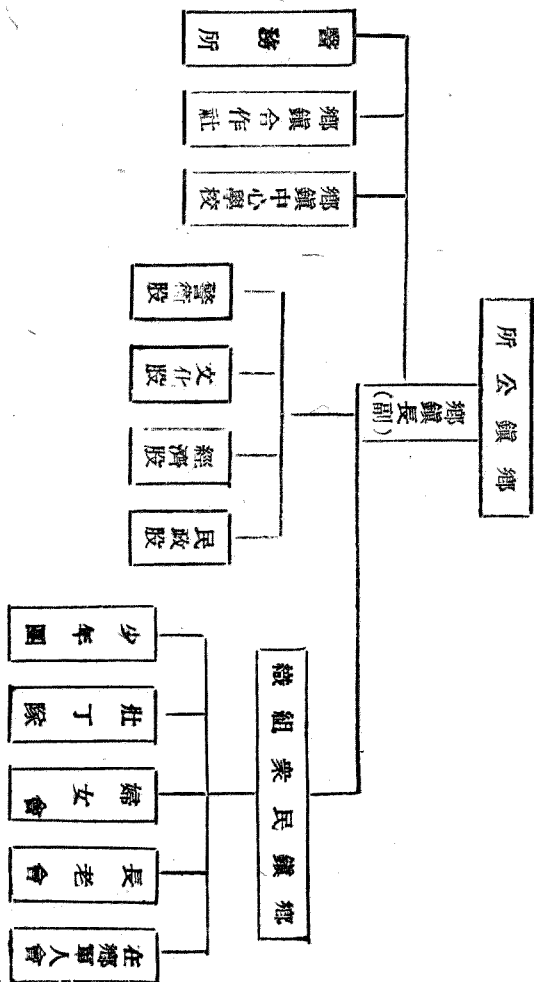 鄉鎮公所
鄉鎮長
(副)
鄉鎮民衆組織
在鄉軍人會
長老會
婦女會
壯丁隊
少年團
民政股
經濟股
文化股
警衛股
鄉鎮中心學校
鄉鎮合作社
醫務所